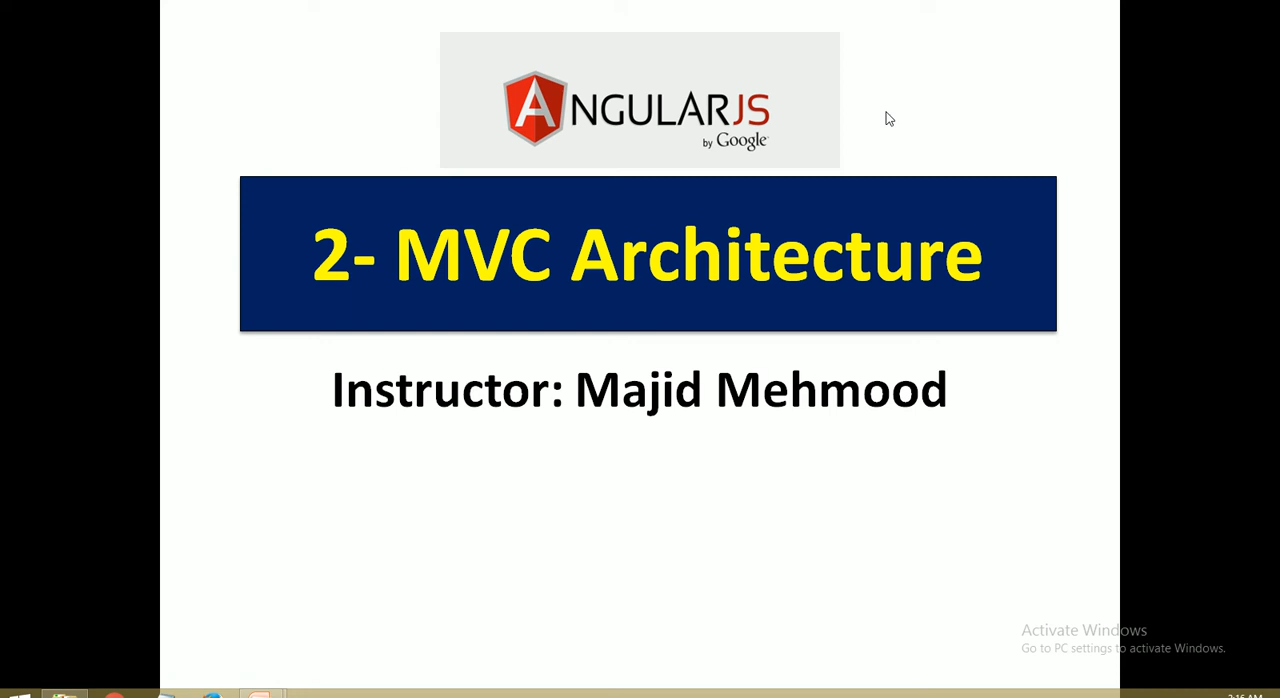 ANGULARJS
by Google
2- MVC Architecture
Instructor: Majid Mehmood
Activate Windows
Go to PC settings to activate Windows.